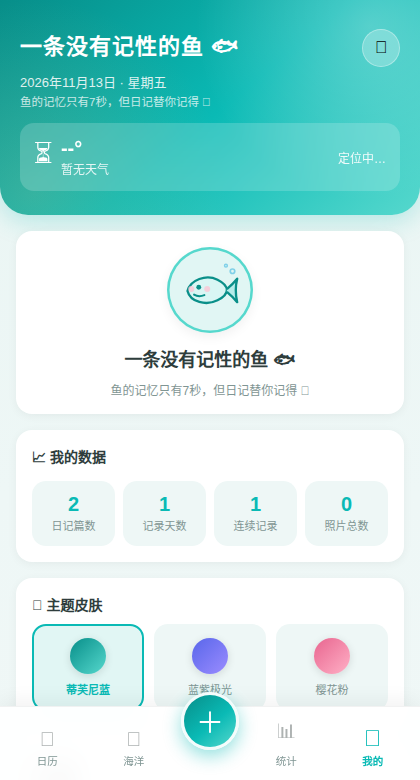 一条没有记性的鱼 🐟
2026年11月13日 · 星期五
鱼的记忆只有7秒，但日记替你记得
--°
暂无天气
定位中…
一条没有记性的鱼 🐟
鱼的记忆只有7秒，但日记替你记得
📈 我的数据
2
1
1
0
日记篇数
记录天数
连续记录
照片总数
主题皮肤
蒂芙尼蓝
蓝紫极光
樱花粉
日历
海洋
统计
我的